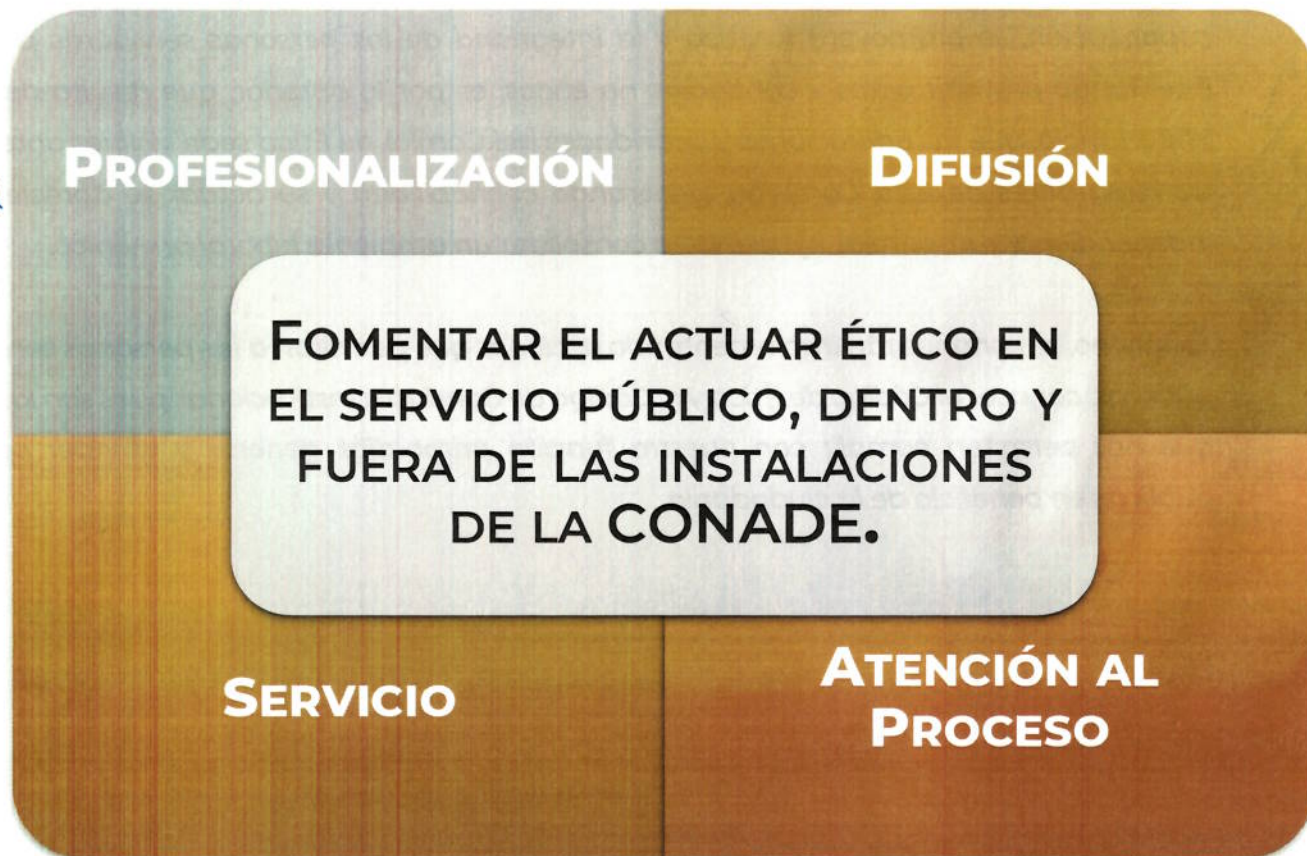 PROFESIONALIZACIÓN
DIFUSIÓN
FOMENTAR EL ACTUAR ÉTICO EN
EL SERVICIO PÚBLICO, DENTRO Y
FUERA DE LAS INSTALACIONES
DE LA CONADE.
SERVICIO
ATENCIÓN AL
PROCESO